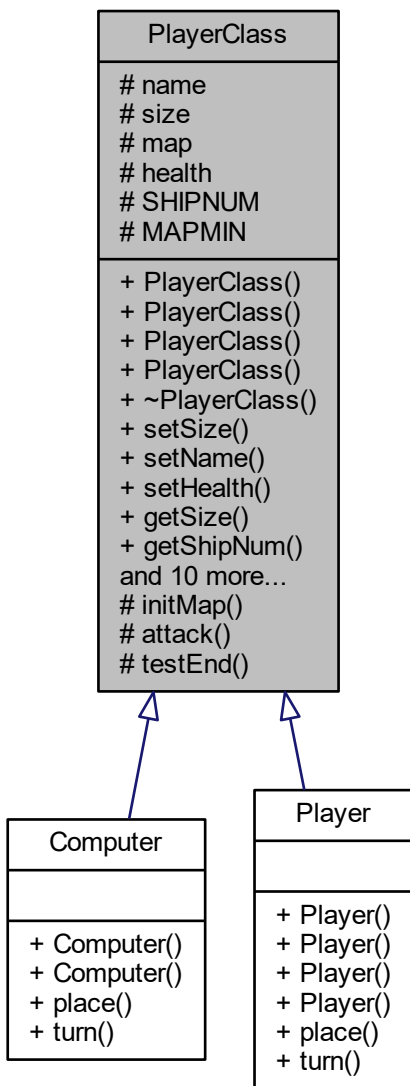 PlayerClass
# name
# size
# map
# health
# SHIPNUM
# MAPMIN
+ PlayerClass()
+ PlayerClass()
+ PlayerClass()
+ PlayerClass()
+ ~PlayerClass()
+ setSize()
+ setName()
+ setHealth()
+ getSize()
+ getShipNum()
and 10 more...
# initMap()
# attack()
# testEnd()
Computer
+ Computer()
+ Computer()
+ place()
+ turn()
Player
+ Player()
+ Player()
+ Player()
+ Player()
+ place()
+ turn()